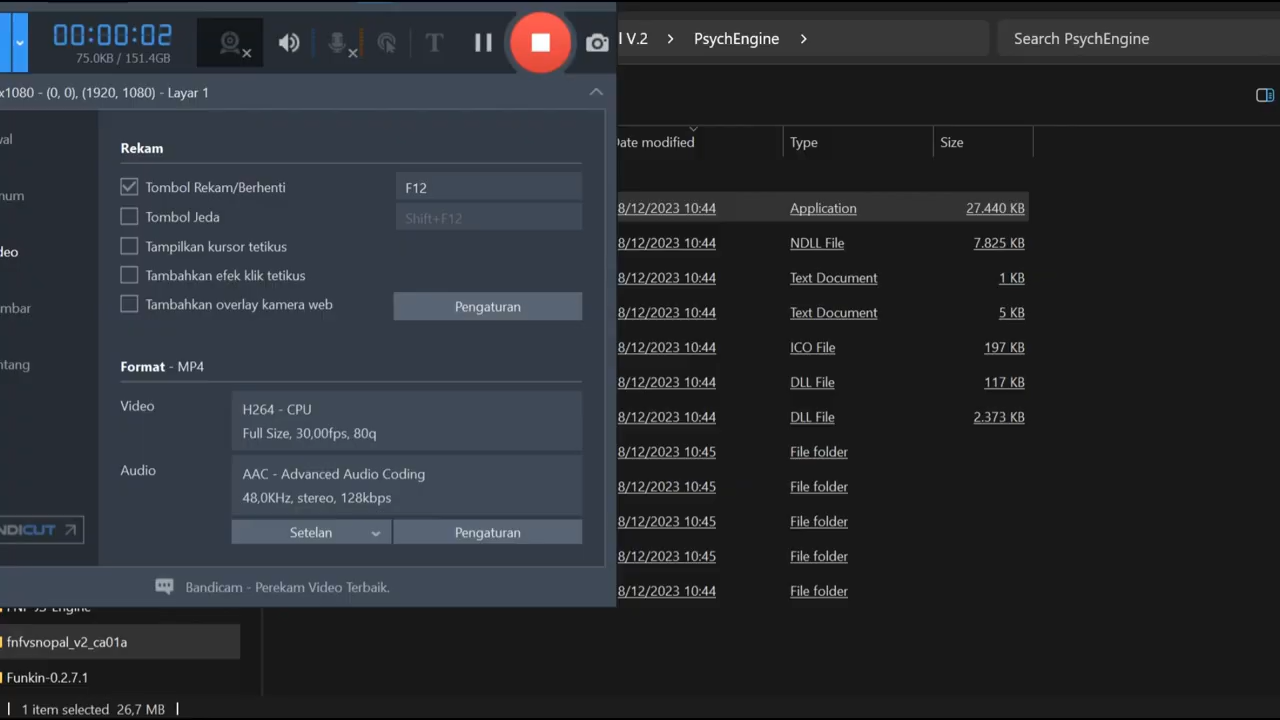 00:00:02
75.0KB / 151.4GB
T
l V.2 > PsychEngine >
Search PsychEngine
x1080 - (0, 0), (1920, 1080) - Layar 1
val
mum
deo
mbar
ntang
NDICUT
Rekam
Tombol Rekam/Berhenti F12
Tombol Jeda Shift+F12
Tampilkan kursor tetikus
Tambahkan efek klik tetikus
Tambahkan overlay kamera web Pengaturan
Format - MP4
Video H264 - CPU
Full Size, 30,00fps, 80q
Audio AAC - Advanced Audio Coding
48,0KHz, stereo, 128kbps
Setelan Pengaturan
Bandicam - Perekam Video Terbaik.
Date modified Type Size
8/12/2023 10:44 Application 27.440 KB
8/12/2023 10:44 NDLL File 7.825 KB
8/12/2023 10:44 Text Document 1 KB
8/12/2023 10:44 Text Document 5 KB
8/12/2023 10:44 ICO File 197 KB
8/12/2023 10:44 DLL File 117 KB
8/12/2023 10:44 DLL File 2.373 KB
8/12/2023 10:45 File folder
8/12/2023 10:45 File folder
8/12/2023 10:45 File folder
8/12/2023 10:45 File folder
8/12/2023 10:44 File folder
fnfvsnopal_v2_ca01a
Funkin-0.2.7.1
1 item selected 26,7 MB